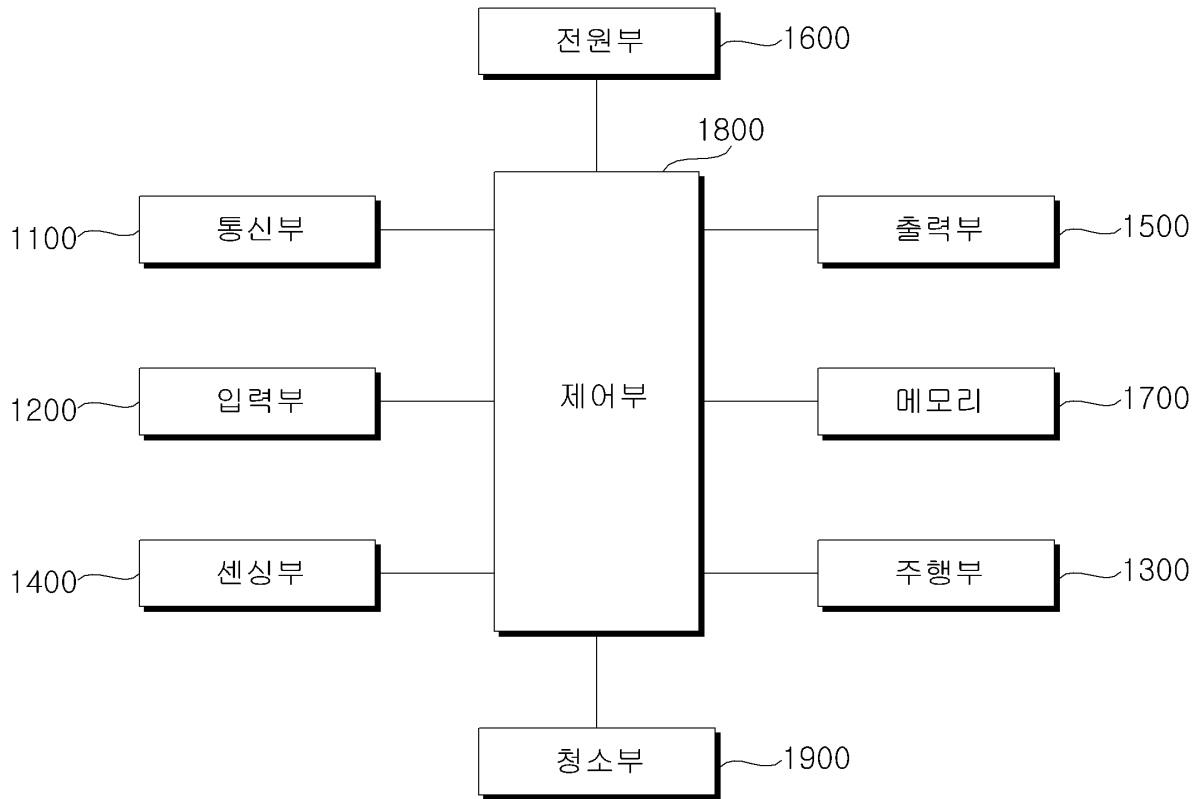 전원부 1600
1800
통신부 1100
출력부 1500
입력부 1200
제어부
메모리 1700
센싱부 1400
주행부 1300
청소부 1900